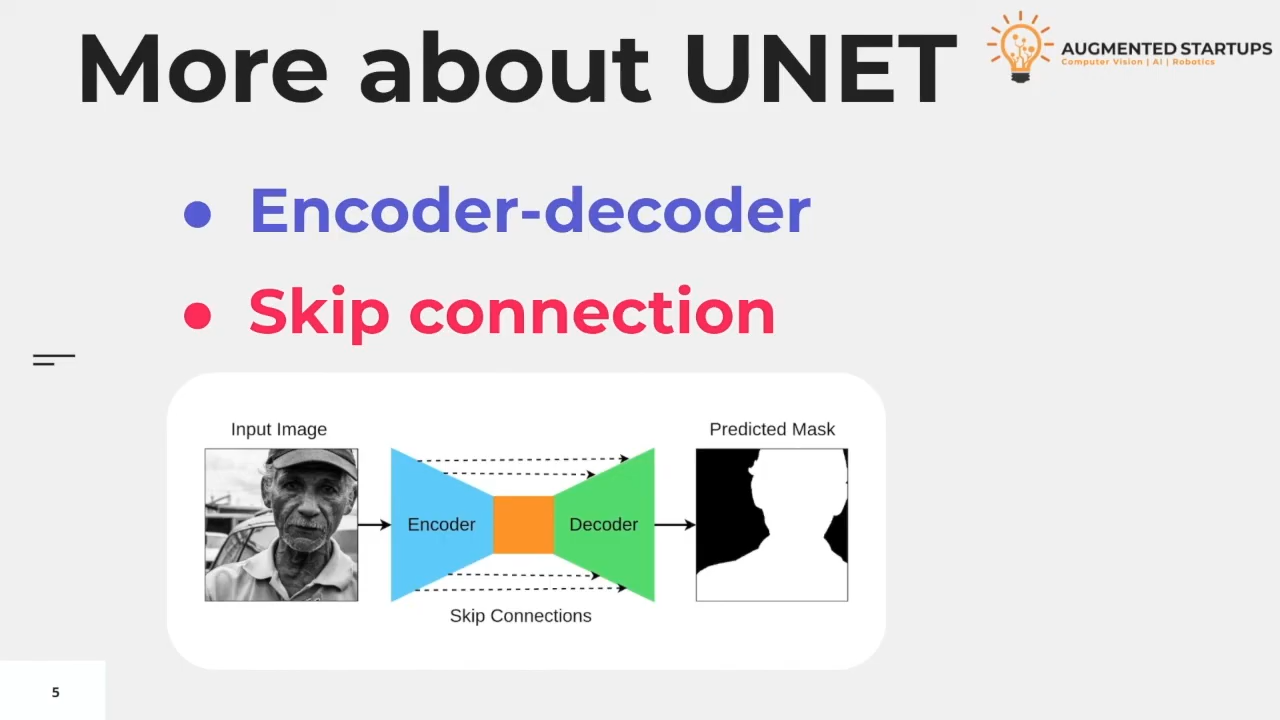 More about UNET
AUGMENTED STARTUPS
Computer Vision | AI | Robotics
● Encoder-decoder
● Skip connection
Input Image
Predicted Mask
Encoder
Decoder
Skip Connections
5